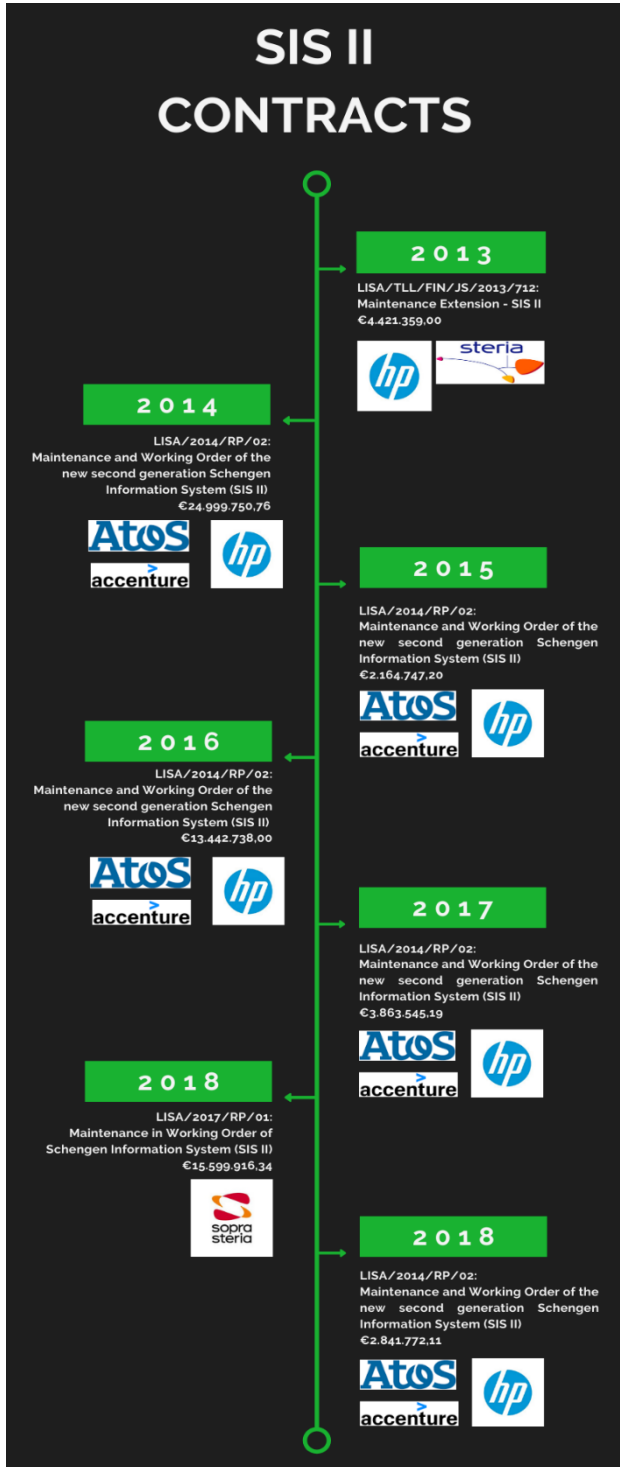 SIS II
CONTRACTS
2013
LISA/TLL/FIN/JS/2013/712:
Maintenance Extension - SIS II
€4.421.359,00
hp
steria
2014
LISA/2014/RP/02:
Maintenance and Working Order of the
new second generation Schengen
Information System (SIS II)
€24.999.750,76
Atos
accenture
hp
2015
LISA/2014/RP/02:
Maintenance and Working Order of the
new second generation Schengen
Information System (SIS II)
€2.164.747,20
Atos
accenture
hp
2016
LISA/2014/RP/02:
Maintenance and Working Order of the
new second generation Schengen
Information System (SIS II)
€13.442.738,00
Atos
accenture
hp
2017
LISA/2014/RP/02:
Maintenance and Working Order of the
new second generation Schengen
Information System (SIS II)
€3.863.545,19
Atos
accenture
hp
2018
LISA/2017/RP/01:
Maintenance in Working Order of
Schengen Information System (SIS II)
€15.599.916,34
sopra
steria
2018
LISA/2014/RP/02:
Maintenance and Working Order of the
new second generation Schengen
Information System (SIS II)
€2.841.772,11
Atos
accenture
hp